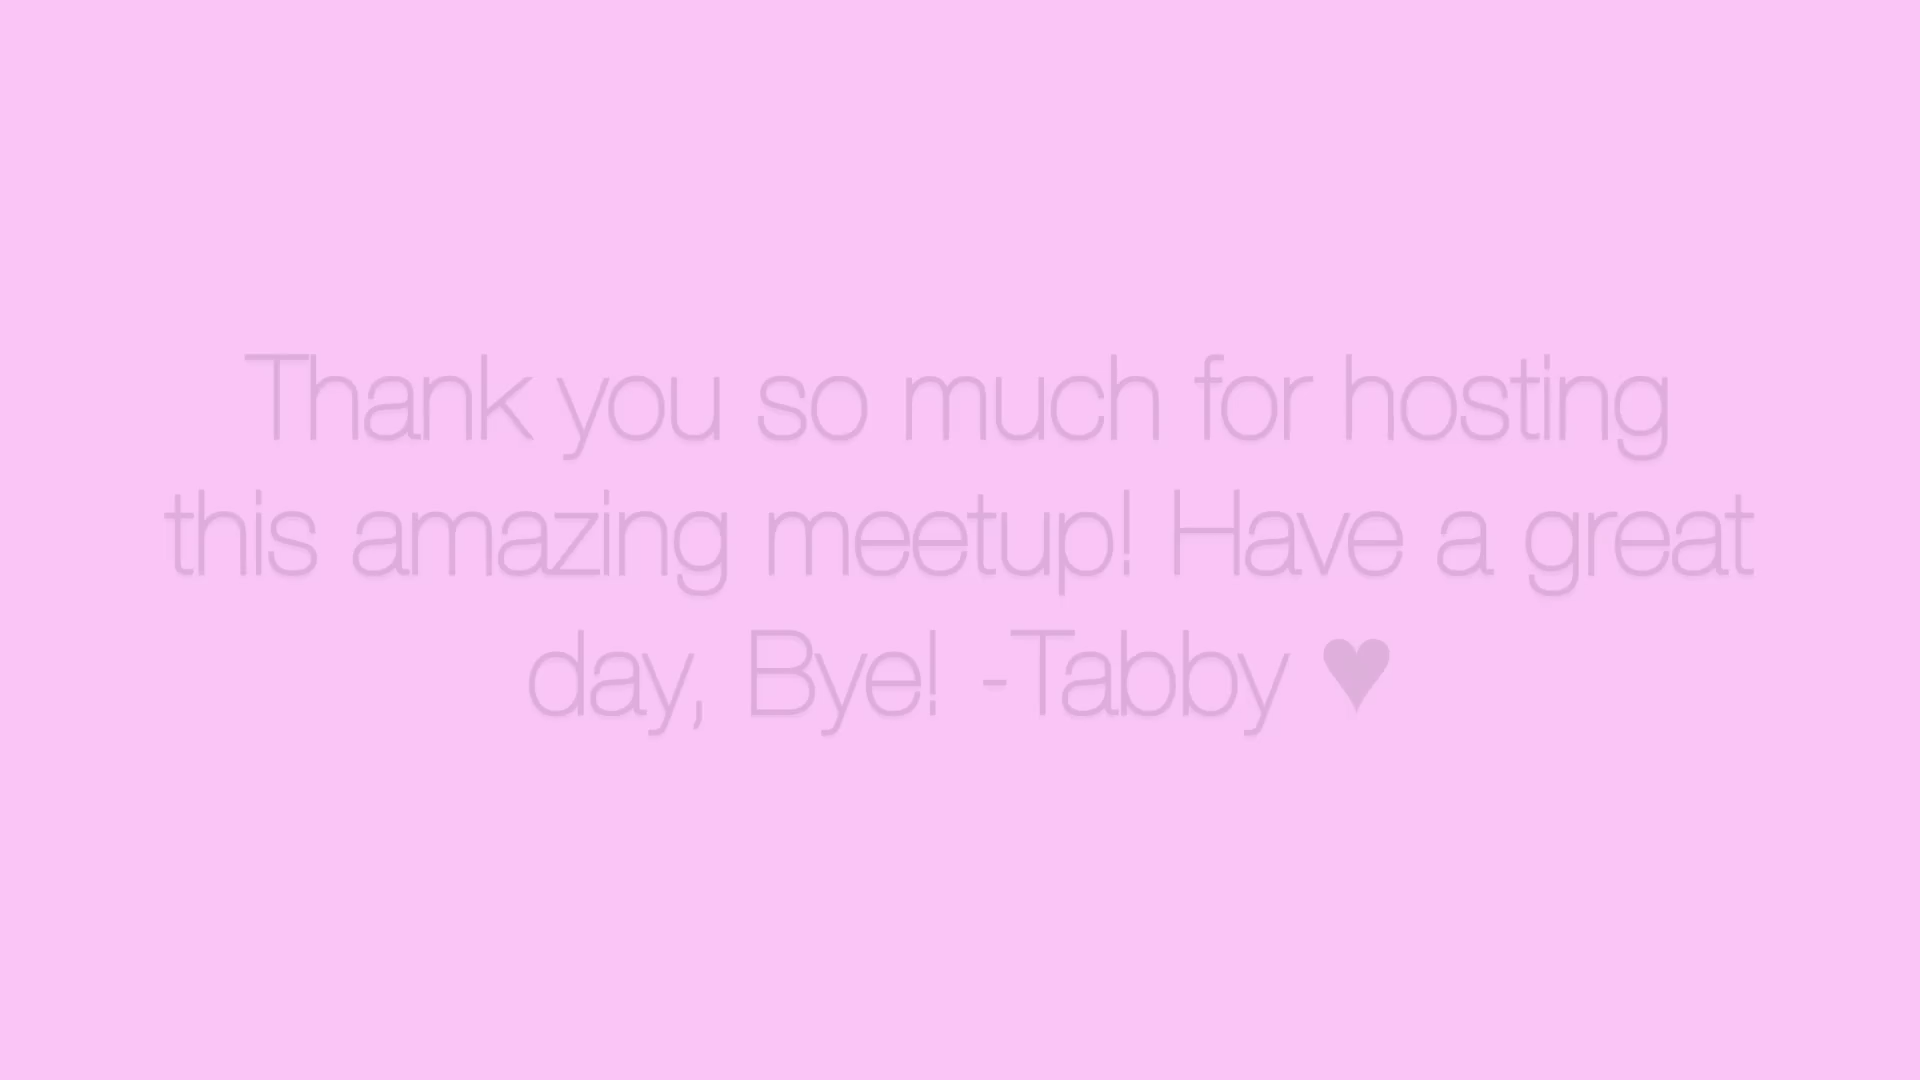 Thank you so much for hosting
this amazing meetup! Have a great
day, Bye! -Tabby ♥